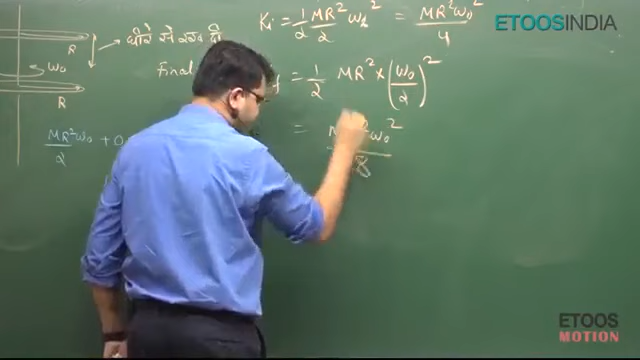 Ki = 1/2 MR²/2 ω₀² = MR²ω₀²/4
ETOOSINDIA
R
धीरे से रख दी
ω₀
R
Final
= 1/2 MR² × (ω₀/2)²
MR²ω₀/2 + 0
= ω₀²/8
ETOOS
MOTION